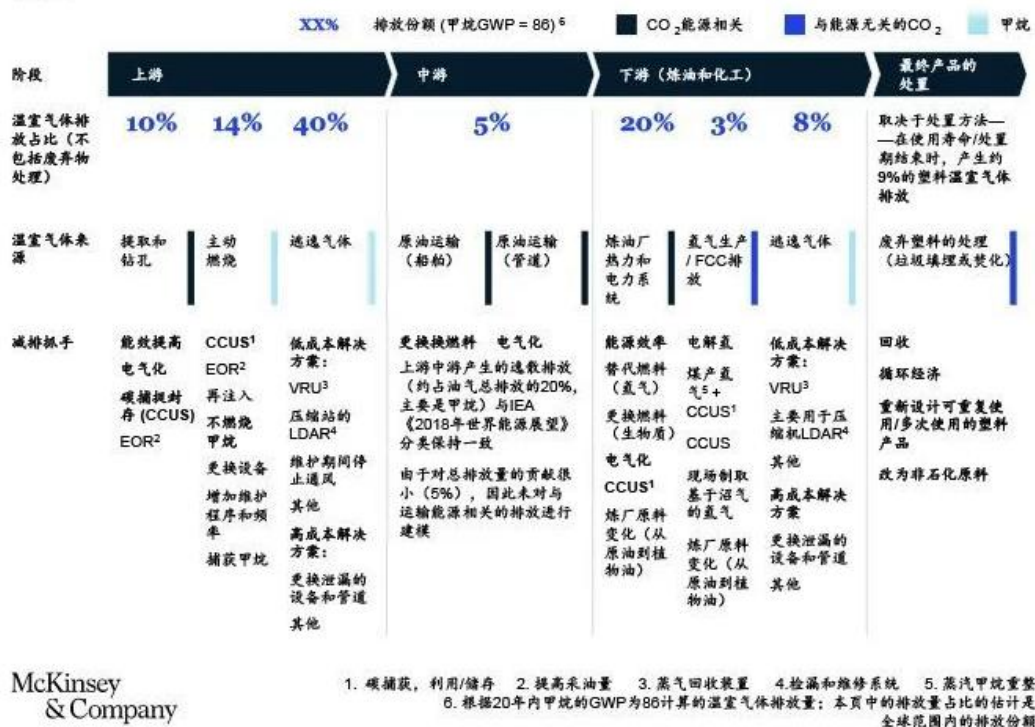 XX% 排放份额 (甲烷GWP = 86) 6 CO2能源相关 与能源无关的CO2 甲烷
阶段 上游 中游 下游（炼油和化工） 最终产品的
处置
温室气体排
放占比（不
包括废弃物
处理）
10% 14% 40% 5% 20% 3% 8%
取决于处置方法—
—在使用寿命/处置
期结束时，产生约
9%的塑料温室气体
排放
温室气体来
源
提取和
钻孔
主动
燃烧
逃逸气体
原油运输
（船舶）
原油运输
（管道）
炼油厂
热力和
电力系
统
氢气生产
/ FCC排
放
逃逸气体
废弃塑料的处理
（垃圾填埋或焚化）
减排抓手
能效提高
电气化
碳捕捉封
存 (CCUS)
EOR2
CCUS1
EOR2
再注入
不燃烧
甲烷
更换设备
增加维护
程序和频
率
捕获甲烷
低成本解决
方案：
VRU3
压缩站的
LDAR4
维护期间停
止通风
其他
高成本解决
方案：
更换泄漏的
设备和管道
其他
更换换燃料 电气化
上游中游产生的逸散排放
（约占油气总排放的20%，
主要是甲烷）与IEA
《2018年世界能源展望》
分类保持一致
由于对总排放量的贡献很
小（5%），因此未对与
运输能源相关的排放进行
建模
能源效率
替代燃料
（氢气）
更换燃料
（生物质）
电气化
CCUS1
炼厂原料
变化（从
原油到植
物油）
电解氢
煤产氢
气5 +
CCUS1
CCUS
现场制取
基于沼气
的氢气
炼厂原料
变化（从
原油到植
物油）
低成本解决
方案：
VRU3
主要用于压
缩机LDAR4
其他
高成本解决
方案
更换泄漏的
设备和管道
其他
回收
循环经济
重新设计可重复使
用/多次使用的塑料
产品
改为非石化原料
McKinsey
& Company
1. 碳捕获，利用/储存 2. 提高采油量 3. 蒸气回收装置 4.检漏和维修系统 5. 蒸汽甲烷重整
6. 根据20年内甲烷的GWP为86计算的温室气体排放量；本页中的排放量占比的估计是
全球范围内的排放份额